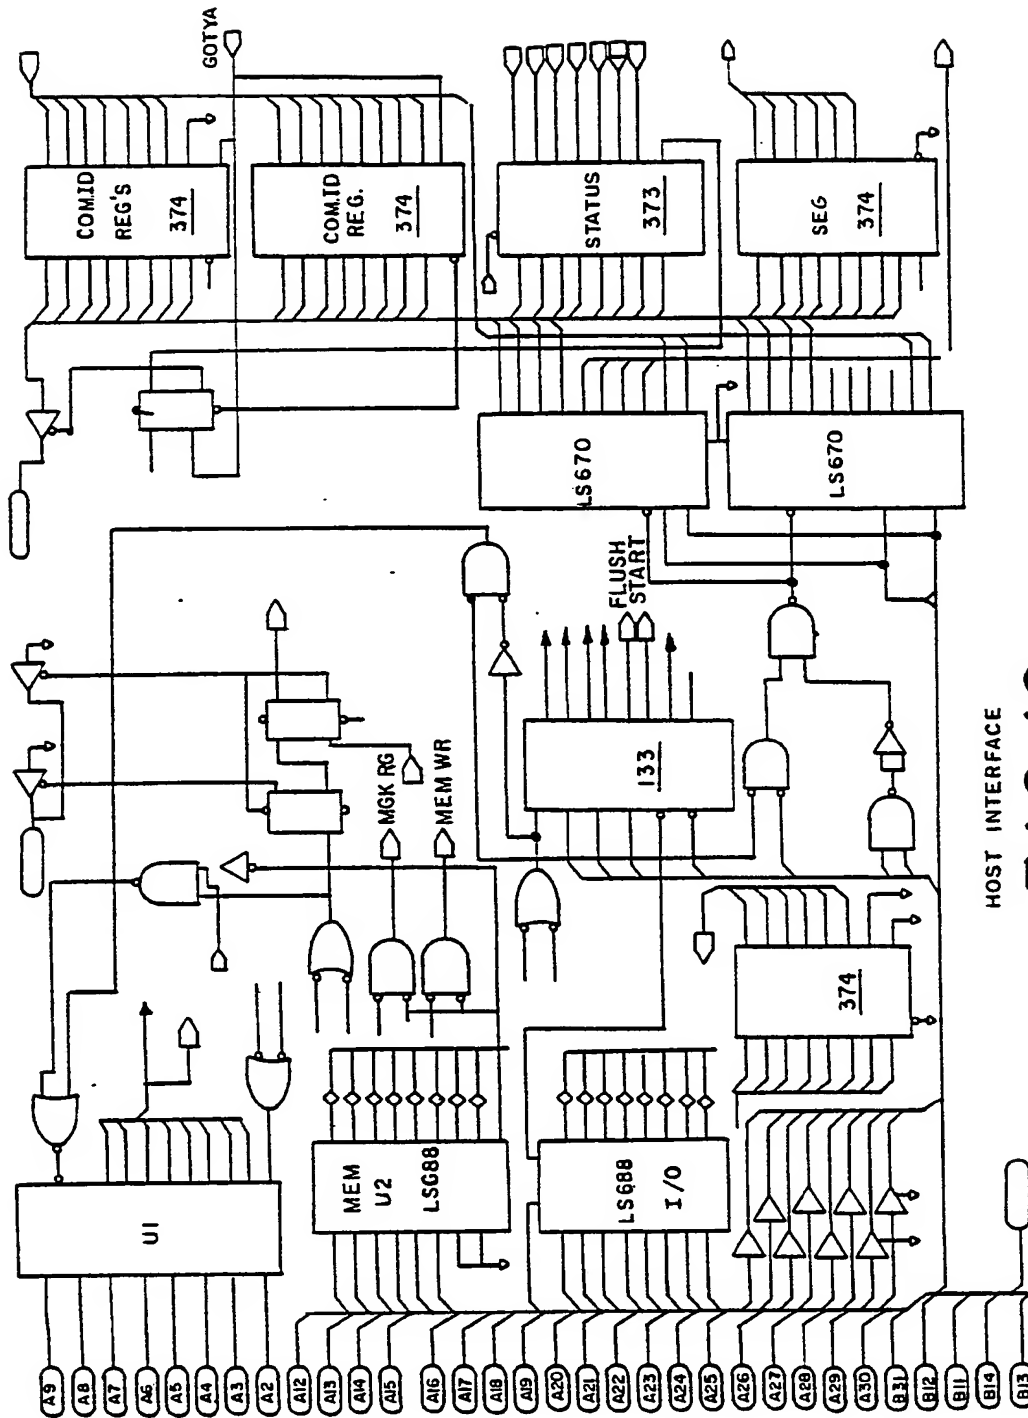 A9
A8
A7
A6
A5
A4
A3
A2
A12
A13
A14
A15
A16
A17
A18
A19
A20
A21
A22
A23
A24
A25
A26
A27
A28
A29
A30
B31
B12
B11
B14
B13
U1
MEM
U2
LSG88
LS688
I/O
374
MGK RG
MEM WR
133
FLUSH
START
LS670
LS670
COM.ID
REG'S
374
COM.ID
REG.
374
STATUS
373
SEG
374
GOTYA
HOST INTERFACE